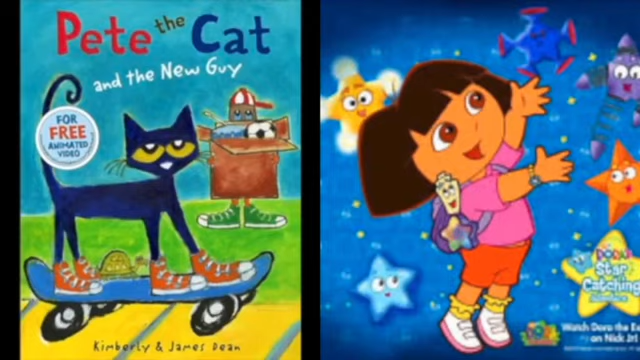 Pete the Cat
and the New Guy
FOR
FREE
ANIMATED
VIDEO
Kimberly & James Dean
DORA
Star
Catching
Watch Dora the Ex
on Nick Jr!